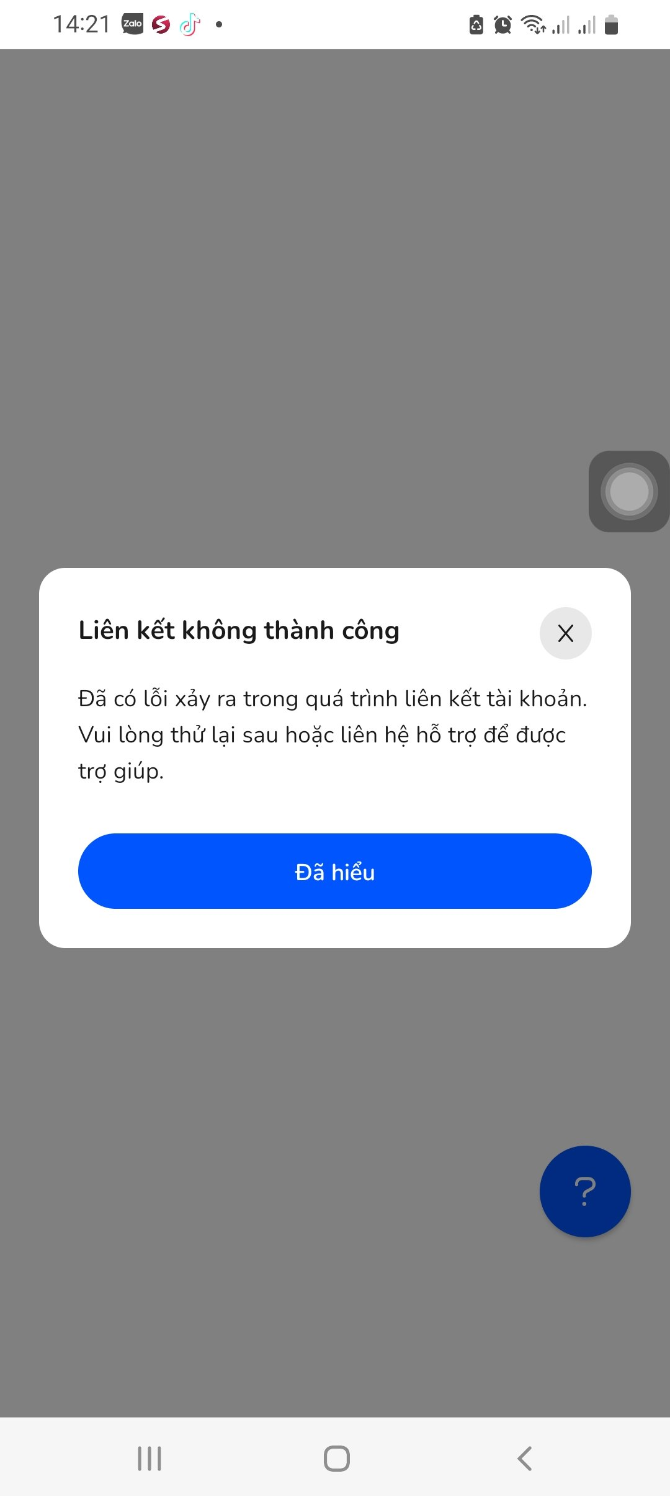 14:21 Zalo
Liên kết không thành công
X
Đã có lỗi xảy ra trong quá trình liên kết tài khoản.
Vui lòng thử lại sau hoặc liên hệ hỗ trợ để được
trợ giúp.
Đã hiểu
?